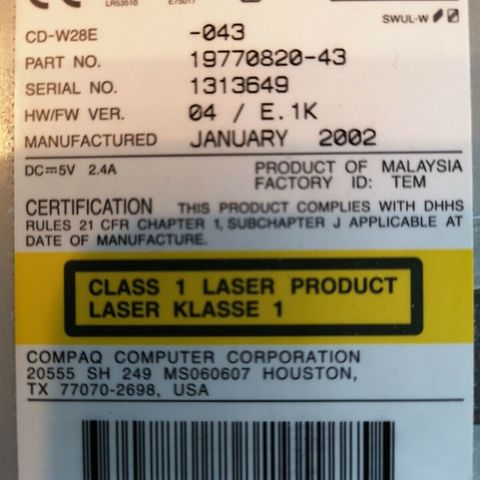 LR53510 E75017
SWUL-W
CD-W28E -043
PART NO. 19770820-43
SERIAL NO. 1313649
HW/FW VER. 04 / E.1K
MANUFACTURED JANUARY 2002
DC⎓5V 2.4A PRODUCT OF MALAYSIA
FACTORY ID: TEM
CERTIFICATION THIS PRODUCT COMPLIES WITH DHHS
RULES 21 CFR CHAPTER 1, SUBCHAPTER J APPLICABLE AT
DATE OF MANUFACTURE.
CLASS 1 LASER PRODUCT
LASER KLASSE 1
COMPAQ COMPUTER CORPORATION
20555 SH 249 MS060607 HOUSTON,
TX 77070-2698, USA